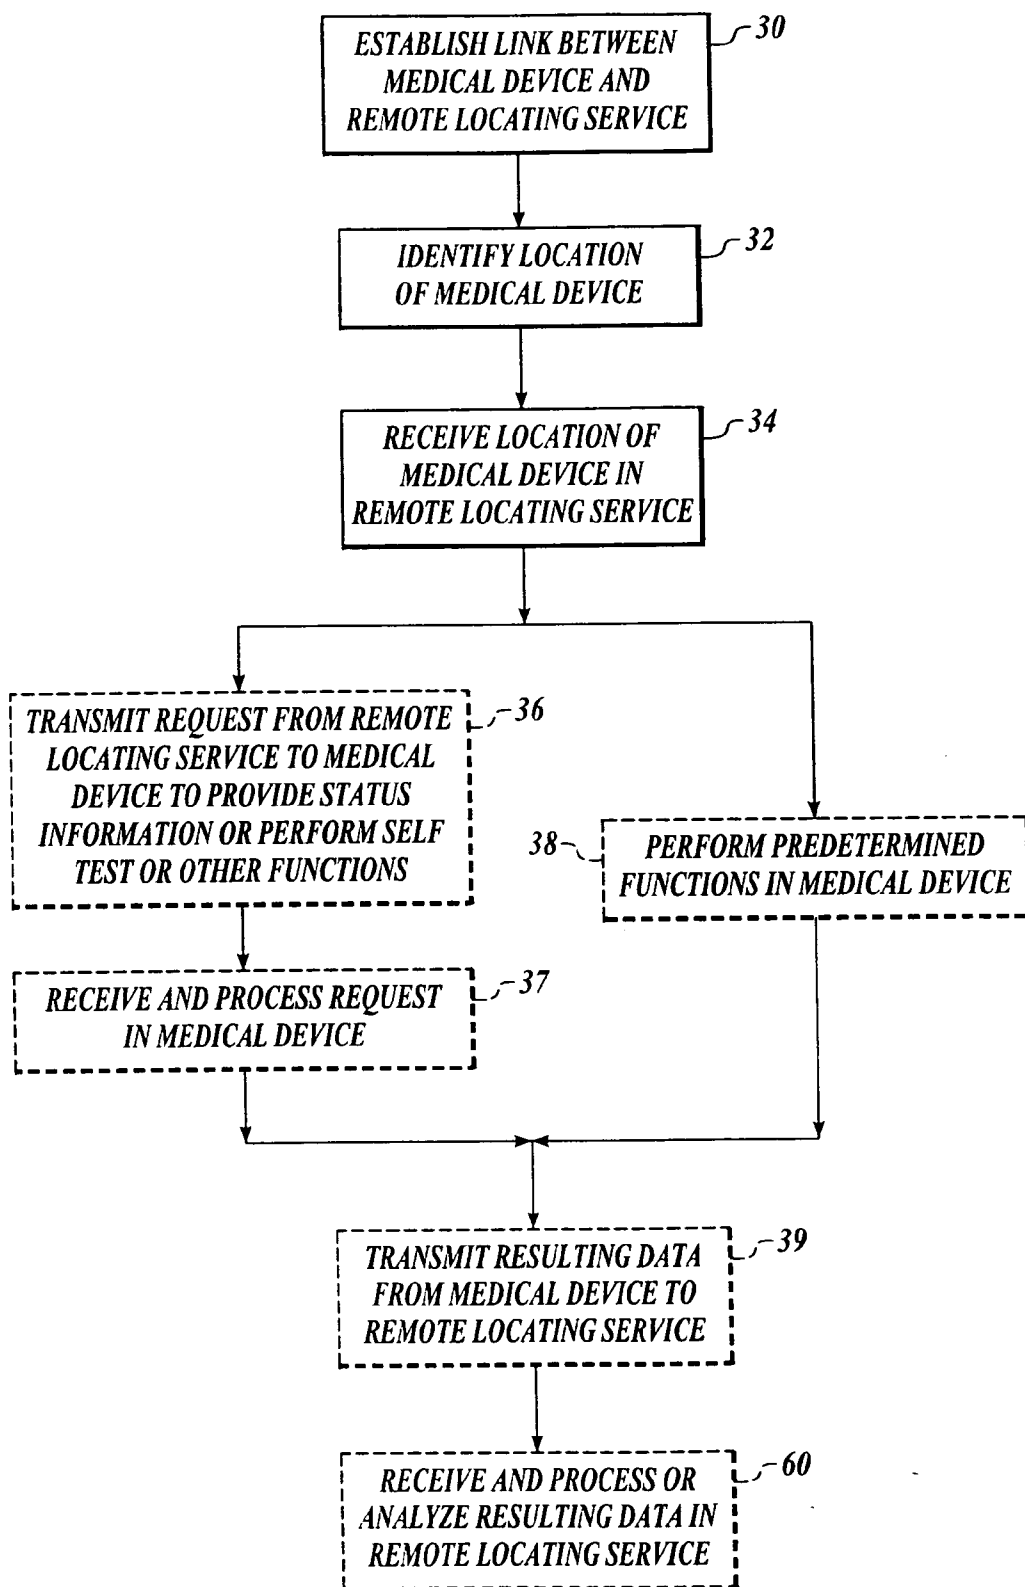 ESTABLISH LINK BETWEEN
MEDICAL DEVICE AND
REMOTE LOCATING SERVICE
30
IDENTIFY LOCATION
OF MEDICAL DEVICE
32
RECEIVE LOCATION OF
MEDICAL DEVICE IN
REMOTE LOCATING SERVICE
34
TRANSMIT REQUEST FROM REMOTE
LOCATING SERVICE TO MEDICAL
DEVICE TO PROVIDE STATUS
INFORMATION OR PERFORM SELF
TEST OR OTHER FUNCTIONS
36
38
PERFORM PREDETERMINED
FUNCTIONS IN MEDICAL DEVICE
RECEIVE AND PROCESS REQUEST
IN MEDICAL DEVICE
37
TRANSMIT RESULTING DATA
FROM MEDICAL DEVICE TO
REMOTE LOCATING SERVICE
39
RECEIVE AND PROCESS OR
ANALYZE RESULTING DATA IN
REMOTE LOCATING SERVICE
60